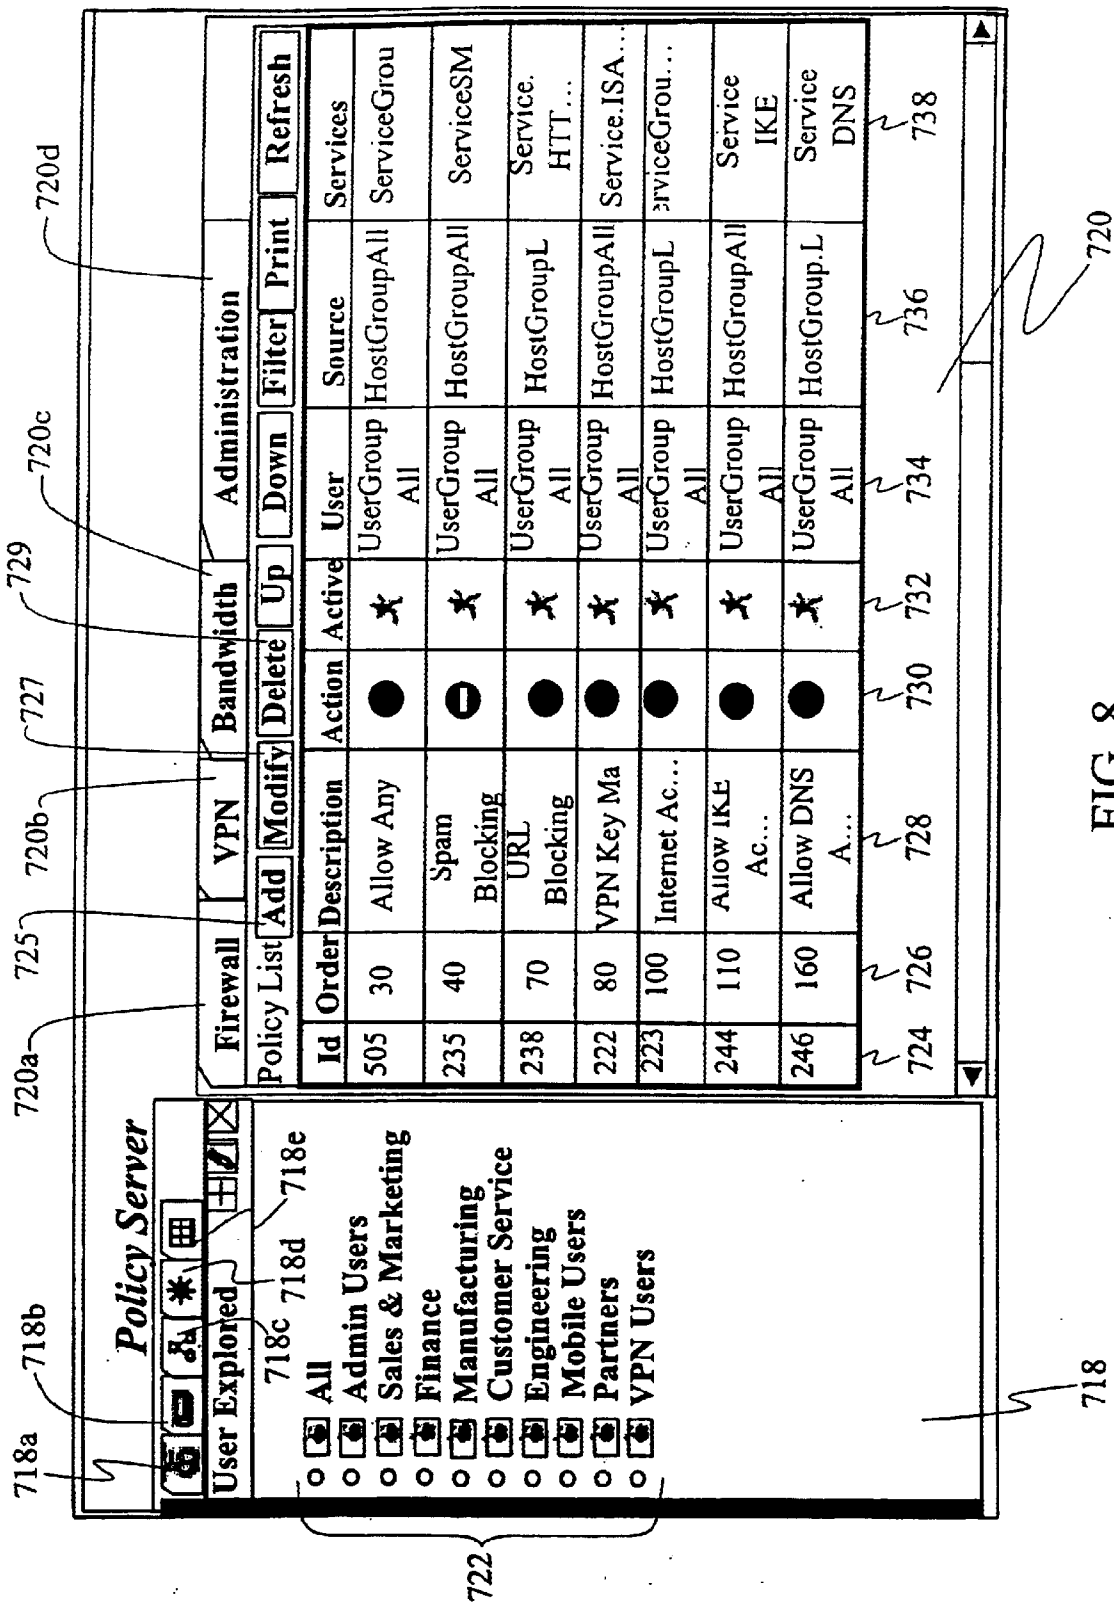 718a
718b
720a
725
720b
727
729
720c
720d
Policy Server
User Explored
718c
718d
718e
722
All
Admin Users
Sales & Marketing
Finance
Manufacturing
Customer Service
Engineering
Mobile Users
Partners
VPN Users
718
Firewall VPN Bandwidth Administration
Policy List Add Modify Delete Up Down Filter Print Refresh
Id Order Description Action Active User Source Services
505 30 Allow Any UserGroup All HostGroupAll ServiceGrou
235 40 Spam Blocking UserGroup All HostGroupAll ServiceSM
238 70 URL Blocking UserGroup All HostGroupL Service. HTT...
222 80 VPN Key Ma UserGroup All HostGroupAll Service.ISA...
223 100 Internet Ac... UserGroup All HostGroupL erviceGrou...
244 110 Allow IKE Ac... UserGroup All HostGroupAll Service IKE
246 160 Allow DNS A... UserGroup All HostGroup.L Service DNS
724 726 728 730 732 734 736 738
720
FIG. 8